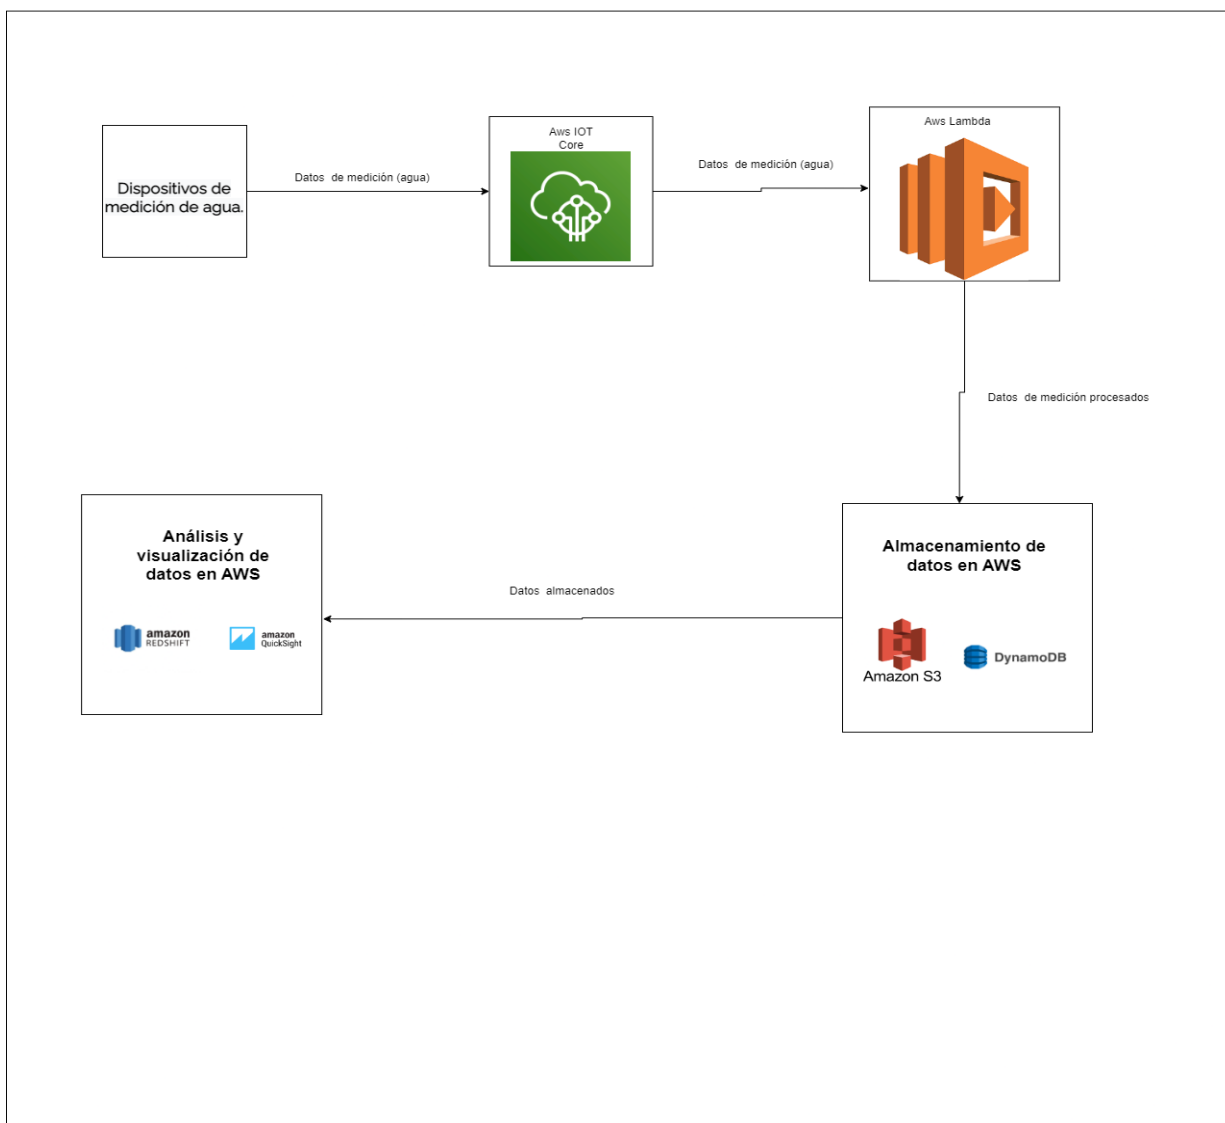 Dispositivos de
medición de agua.
Datos  de medición (agua)
Aws IOT
Core
Datos  de medición (agua)
Aws Lambda
Datos  de medición procesados
Análisis y
visualización de
datos en AWS
amazon
REDSHIFT
amazon
QuickSight
Datos  almacenados
Almacenamiento de
datos en AWS
Amazon S3
DynamoDB